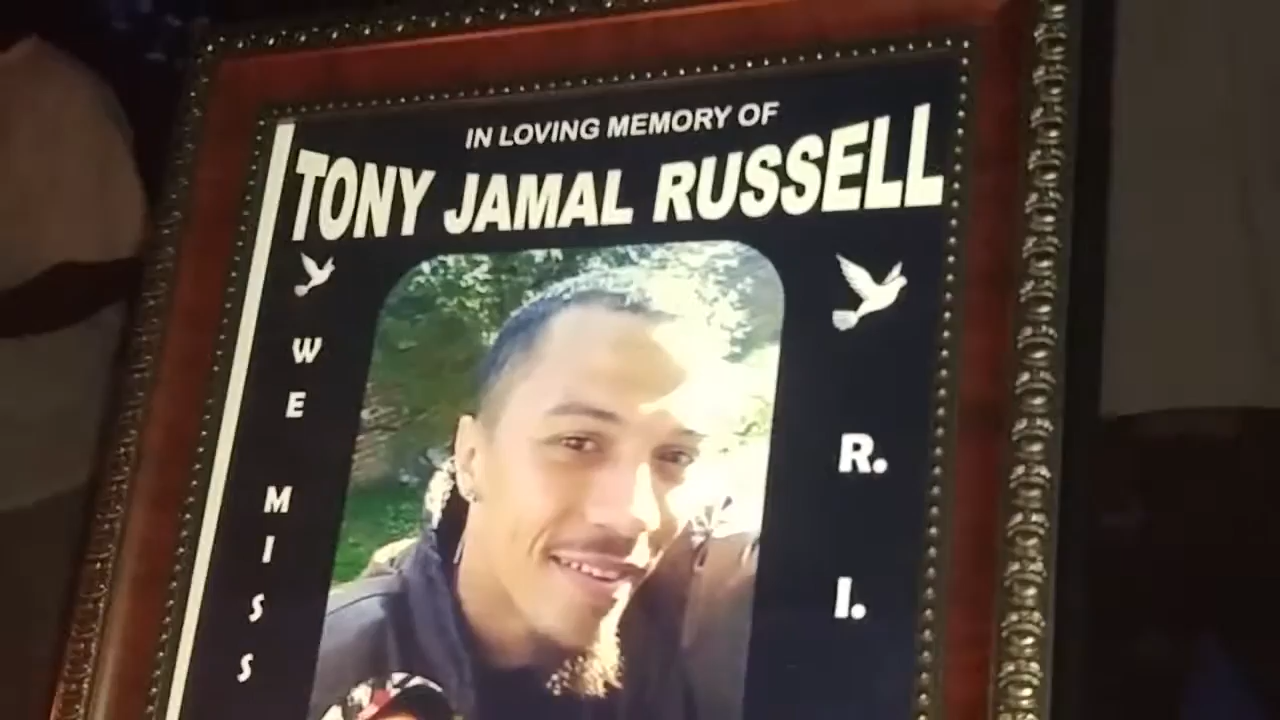 IN LOVING MEMORY OF
TONY JAMAL RUSSELL
WE MISS
R.
I.